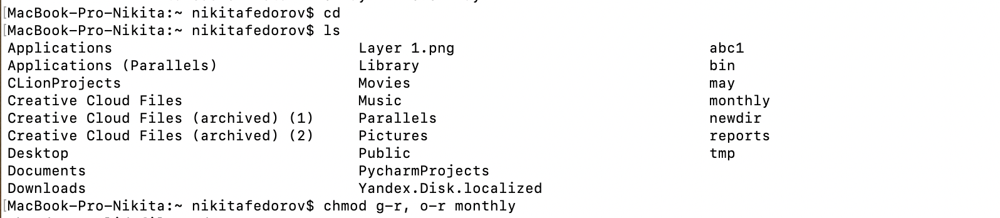 [MacBook-Pro-Nikita:~ nikitafedorov$ cd
[MacBook-Pro-Nikita:~ nikitafedorov$ ls
Applications Layer 1.png abc1
Applications (Parallels) Library bin
CLionProjects Movies may
Creative Cloud Files Music monthly
Creative Cloud Files (archived) (1) Parallels newdir
Creative Cloud Files (archived) (2) Pictures reports
Desktop Public tmp
Documents PycharmProjects
Downloads Yandex.Disk.localized
[MacBook-Pro-Nikita:~ nikitafedorov$ chmod g-r, o-r monthly